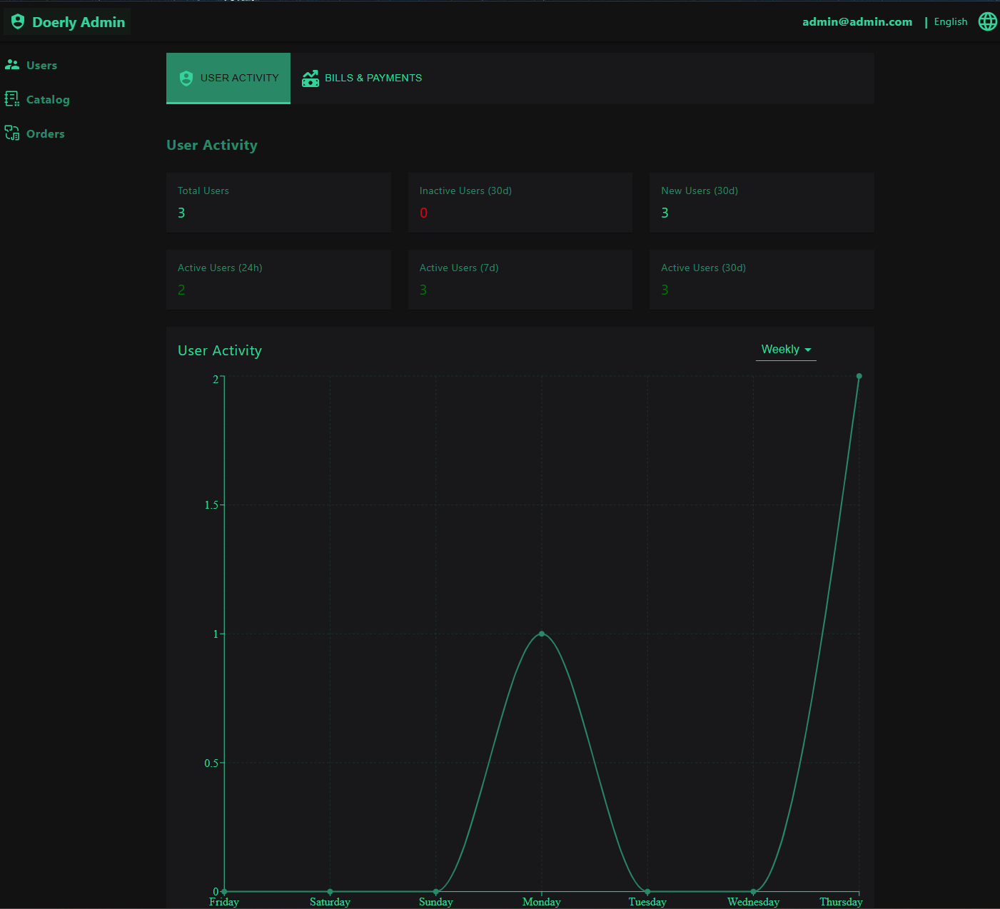 Doerly Admin
admin@admin.com | English
Users
Catalog
Orders
USER ACTIVITY
BILLS & PAYMENTS
User Activity
Total Users
3
Inactive Users (30d)
0
New Users (30d)
3
Active Users (24h)
2
Active Users (7d)
3
Active Users (30d)
3
User Activity
Weekly
2
1.5
1
0.5
0
Friday Saturday Sunday Monday Tuesday Wednesday Thursday